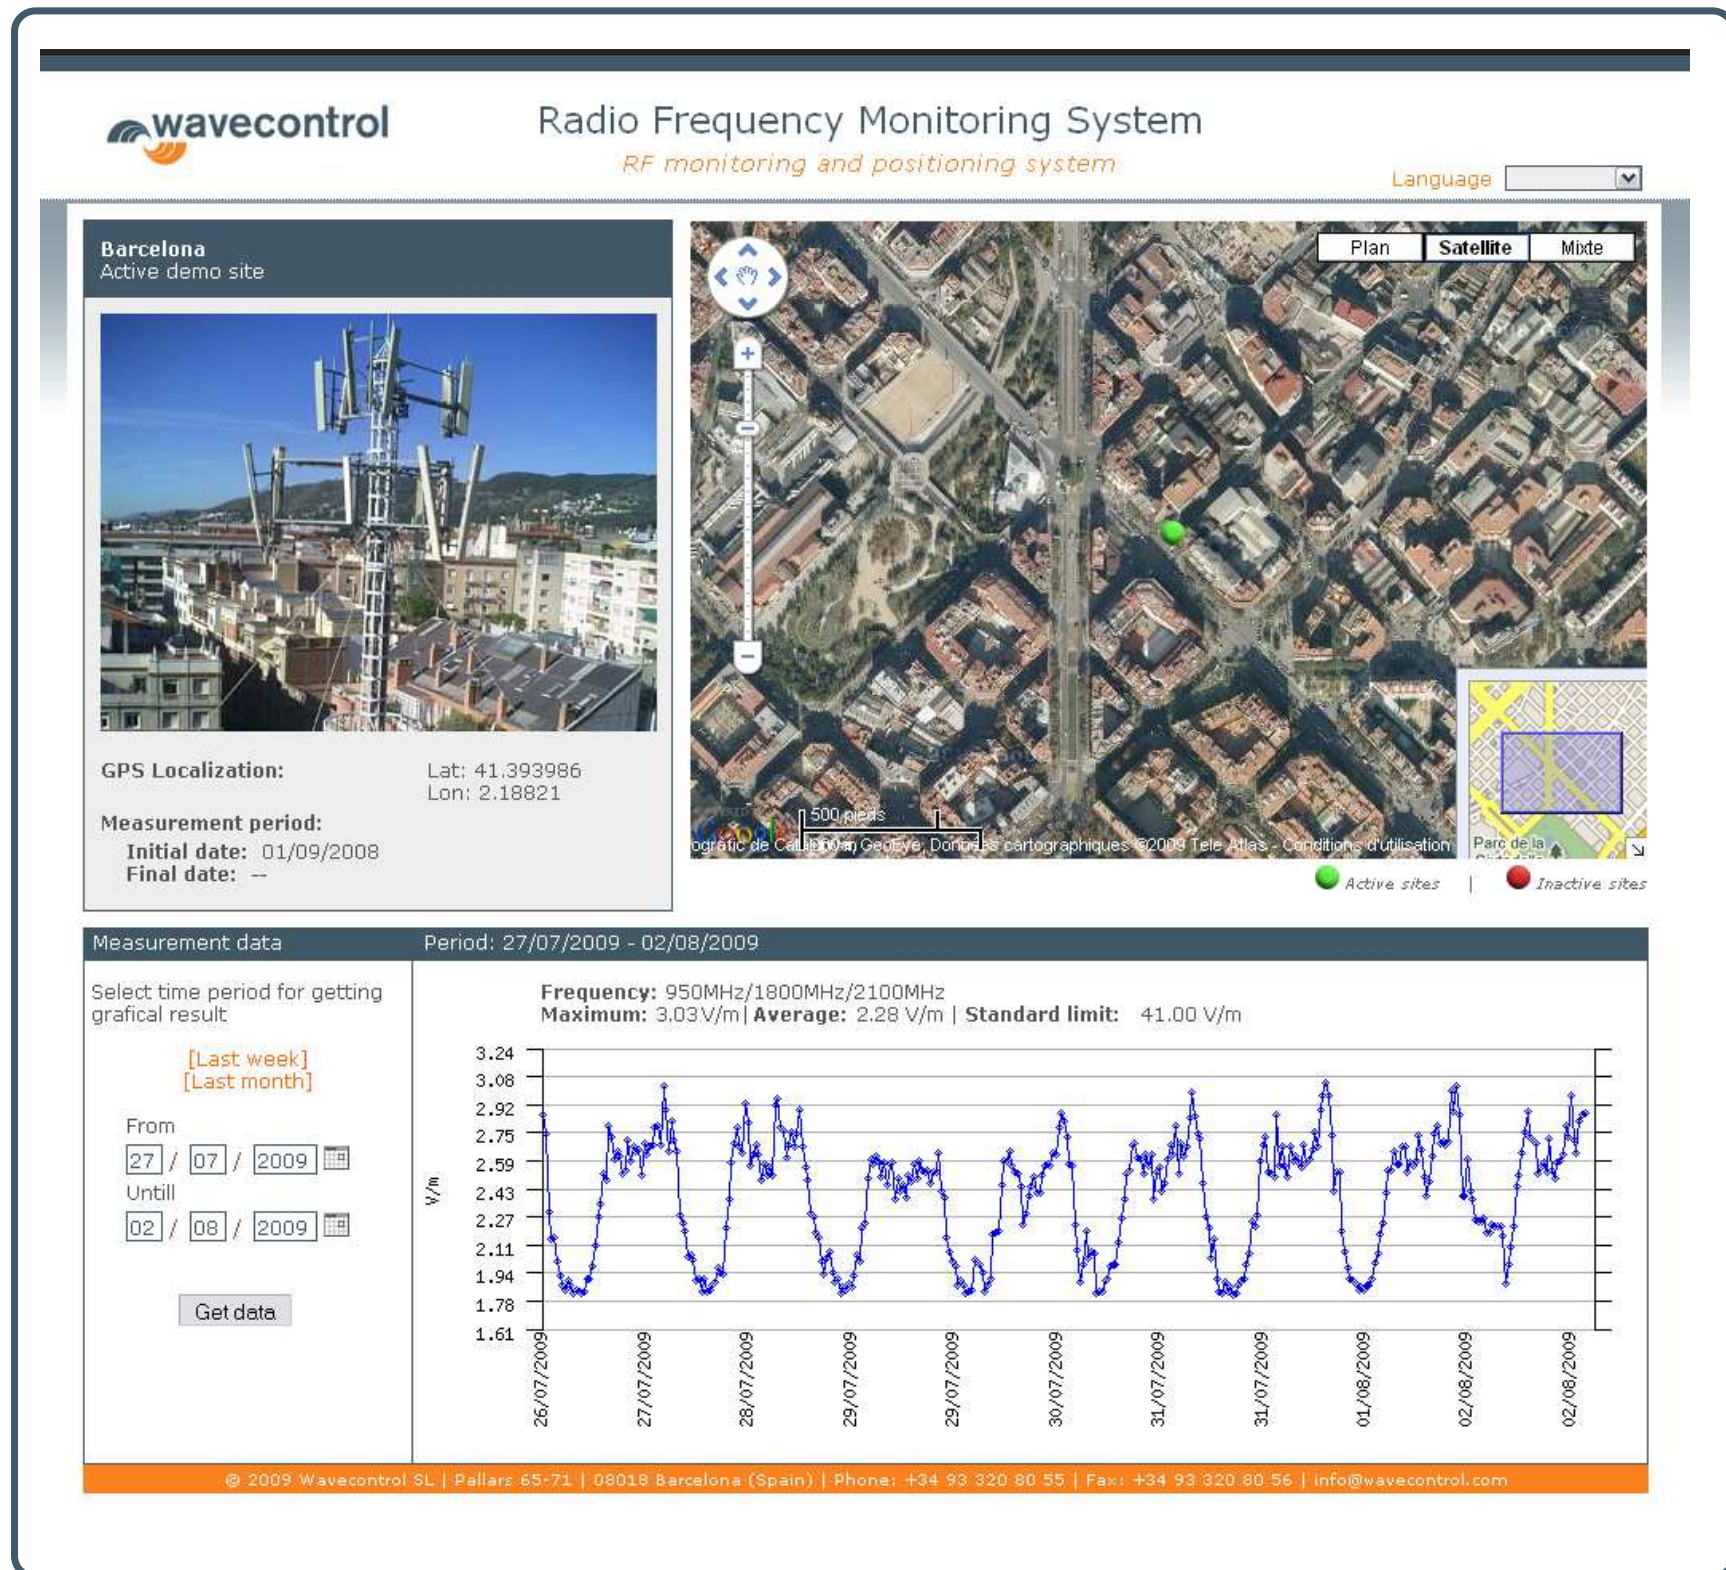 wavecontrol
Radio Frequency Monitoring System
RF monitoring and positioning system
Language
Barcelona
Active demo site
GPS Localization: Lat: 41.393986
Lon: 2.18821
Measurement period:
Initial date: 01/09/2008
Final date: --
Plan Satellite Mixte
500 pieds
GeoEye, Données cartographiques ©2009 Tele Atlas - Conditions d'utilisation
Parc de la
Active sites | Inactive sites
Measurement data Period: 27/07/2009 - 02/08/2009
Select time period for getting
grafical result
[Last week]
[Last month]
From
27 / 07 / 2009
Untill
02 / 08 / 2009
Get data
Frequency: 950MHz/1800MHz/2100MHz
Maximum: 3.03 V/m | Average: 2.28 V/m | Standard limit: 41.00 V/m
3.24
3.08
2.92
2.75
2.59
2.43
2.27
2.11
1.94
1.78
1.61
V/m
26/07/2009
27/07/2009
28/07/2009
29/07/2009
29/07/2009
30/07/2009
31/07/2009
31/07/2009
01/08/2009
02/08/2009
02/08/2009
© 2009 Wavecontrol SL | Pallars 65-71 | 08018 Barcelona (Spain) | Phone: +34 93 320 80 55 | Fax: +34 93 320 80 56 | info@wavecontrol.com